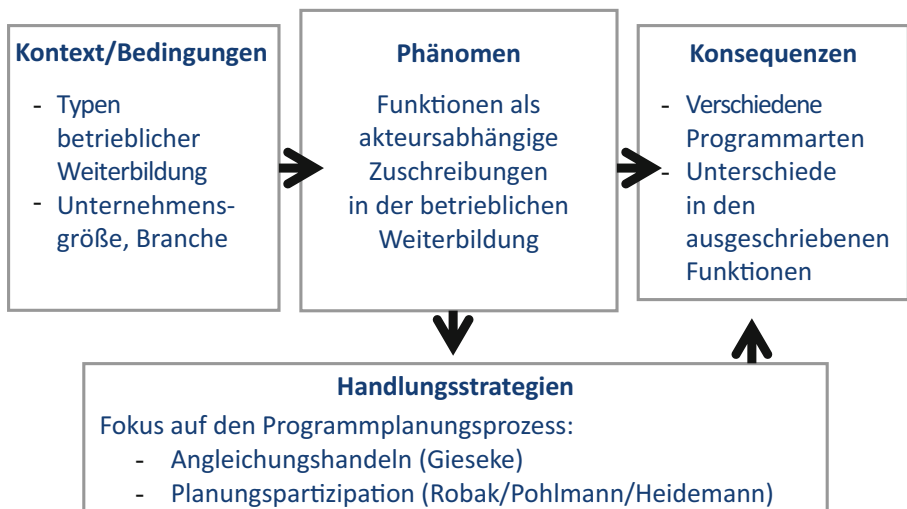 Kontext/Bedingungen
- Typen
betrieblicher
Weiterbildung
- Unternehmens-
größe, Branche
Phänomen
Funktionen als
akteursabhängige
Zuschreibungen
in der betrieblichen
Weiterbildung
Konsequenzen
- Verschiedene
Programmarten
- Unterschiede
in den
ausgeschriebenen
Funktionen
Handlungsstrategien
Fokus auf den Programmplanungsprozess:
- Angleichungshandeln (Gieseke)
- Planungspartizipation (Robak/Pohlmann/Heidemann)